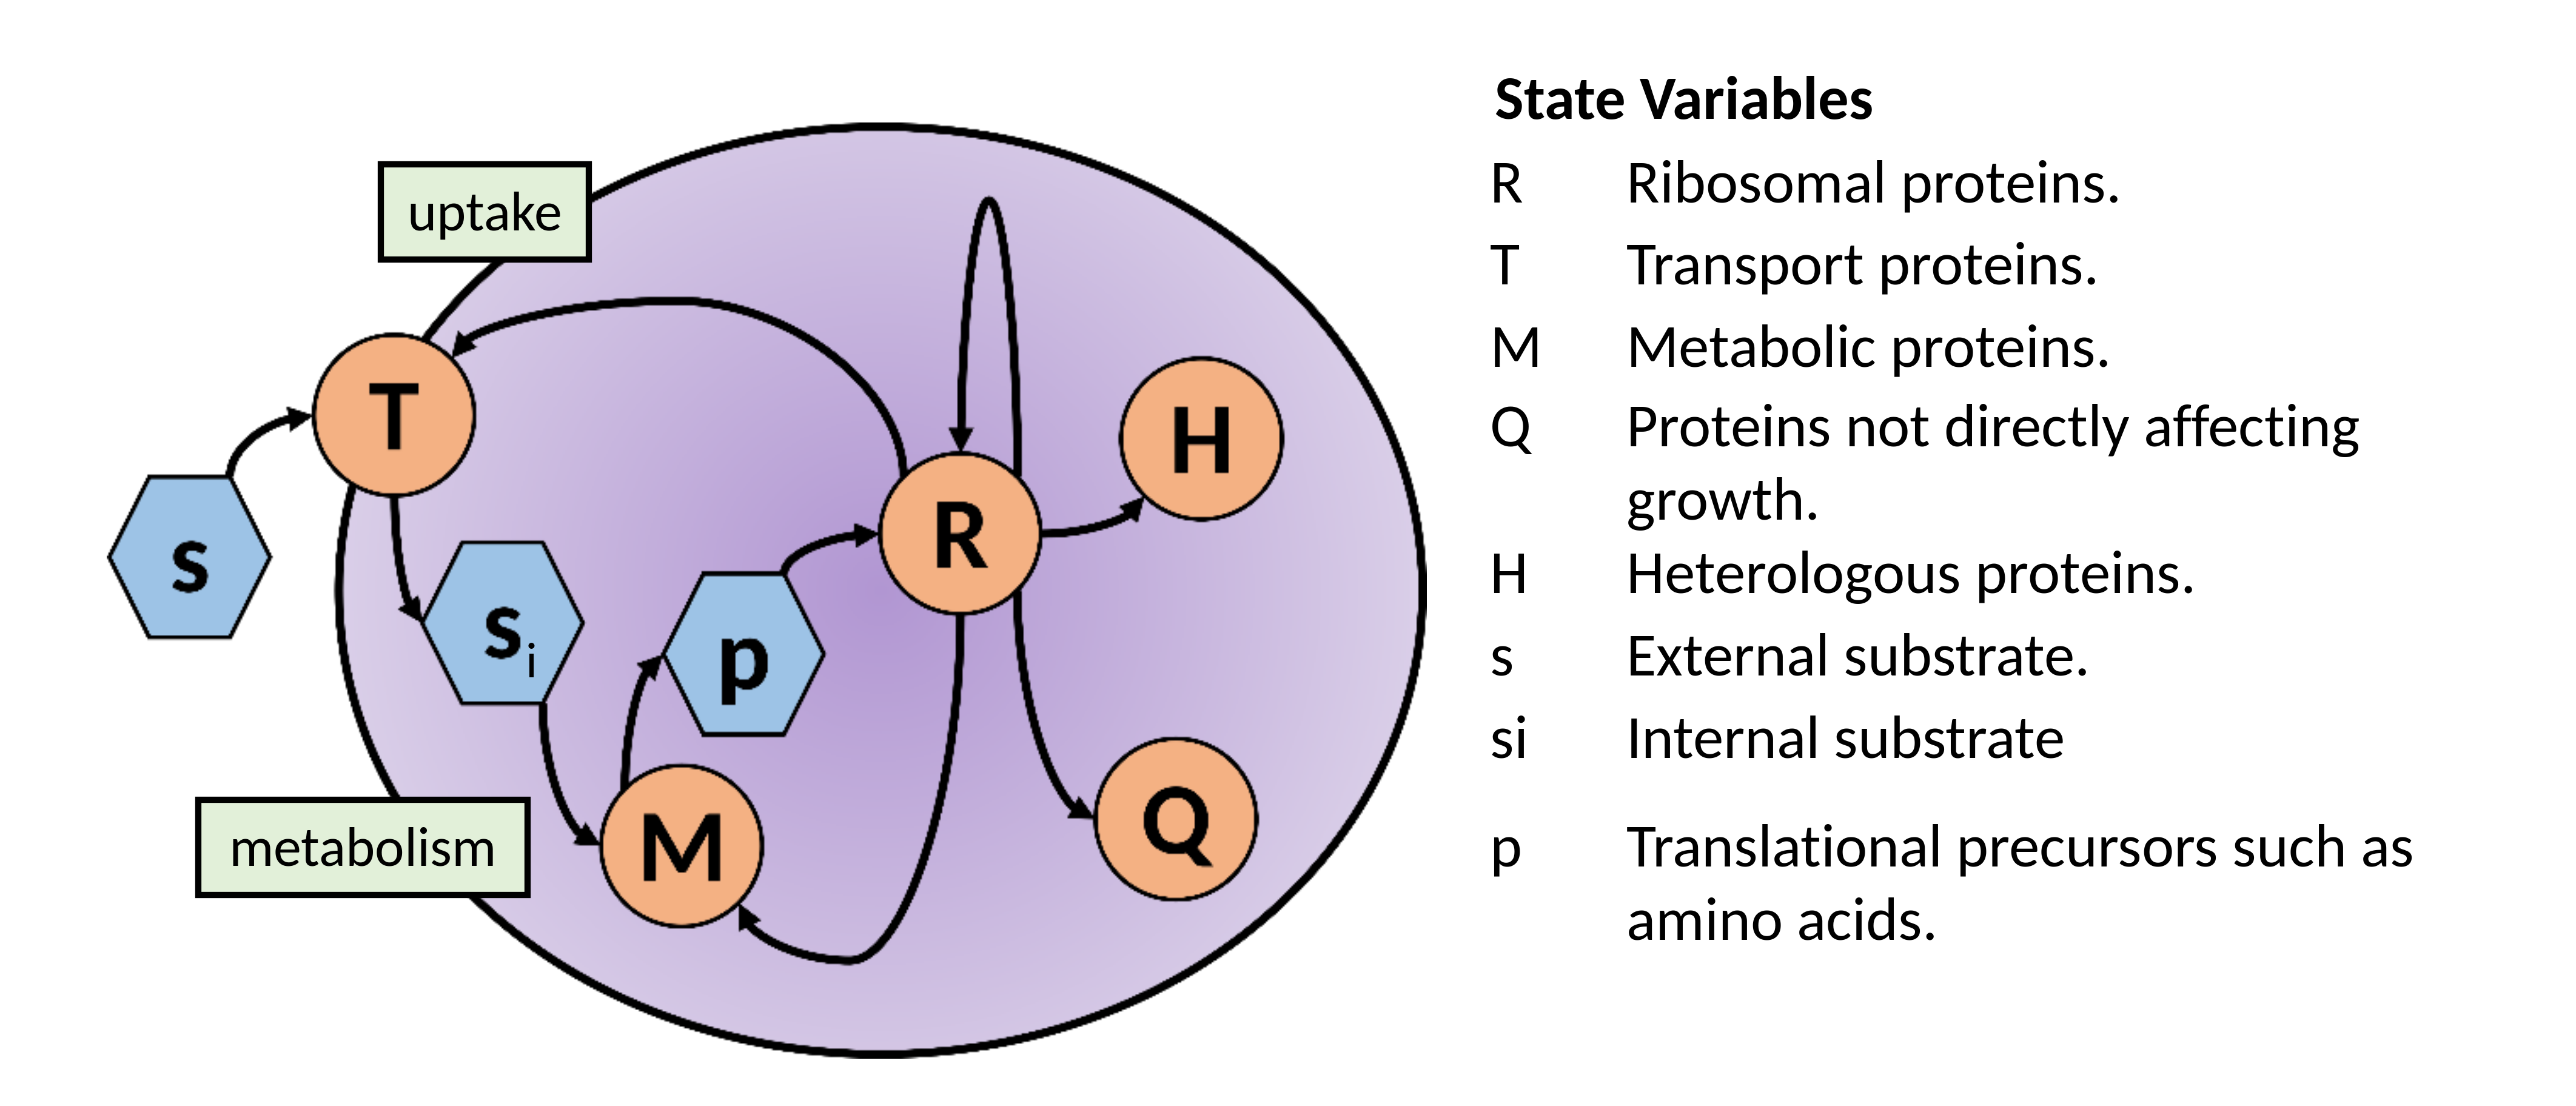 uptake
T
s
s i
p
R
H
M
Q
metabolism
State Variables
R Ribosomal proteins.
T Transport proteins.
M Metabolic proteins.
Q Proteins not directly affecting
growth.
H Heterologous proteins.
s External substrate.
si Internal substrate
p Translational precursors such as
amino acids.